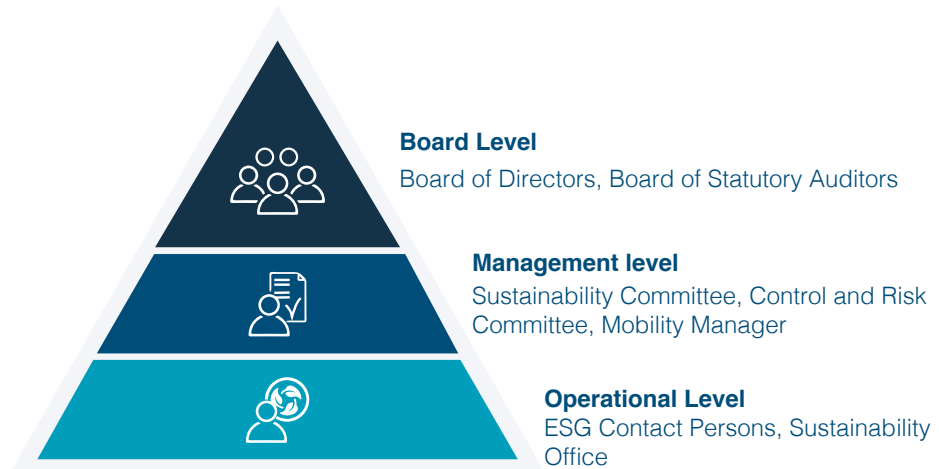 Board Level
Board of Directors, Board of Statutory Auditors
Management level
Sustainability Committee, Control and Risk
Committee, Mobility Manager
Operational Level
ESG Contact Persons, Sustainability
Office